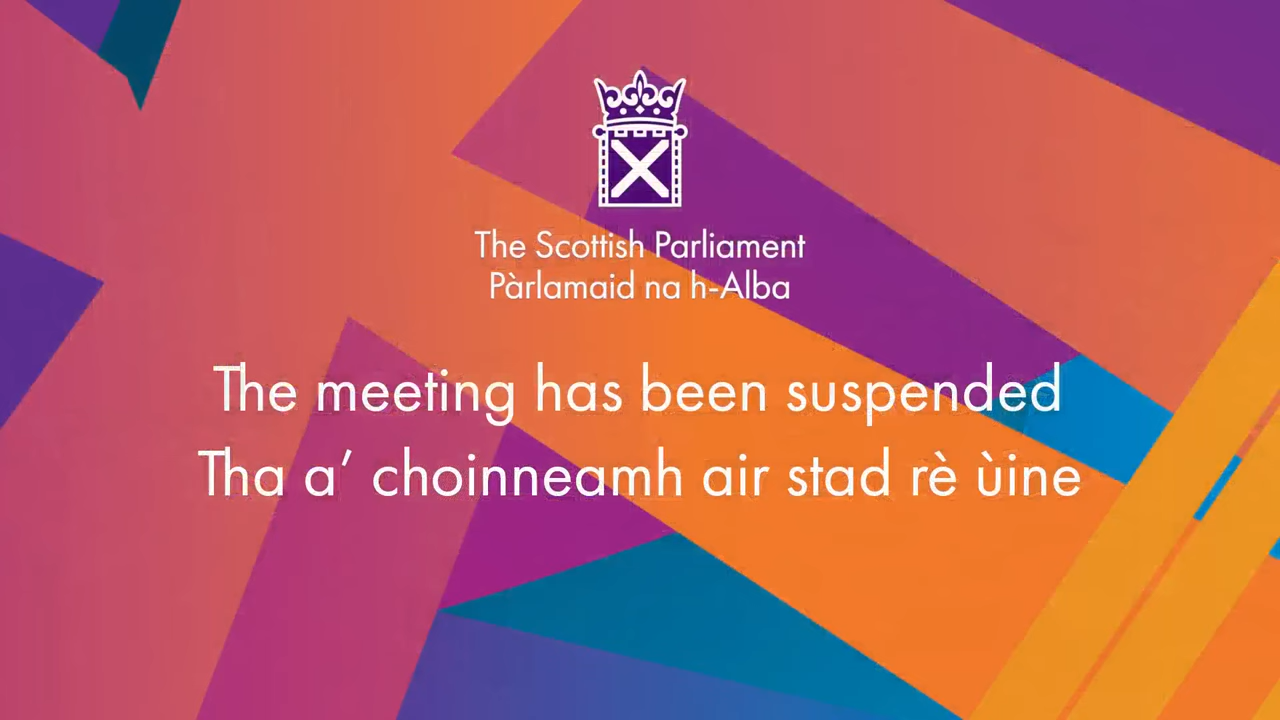 The Scottish Parliament
Pàrlamaid na h-Alba
The meeting has been suspended
Tha a’ choinneamh air stad rè ùine